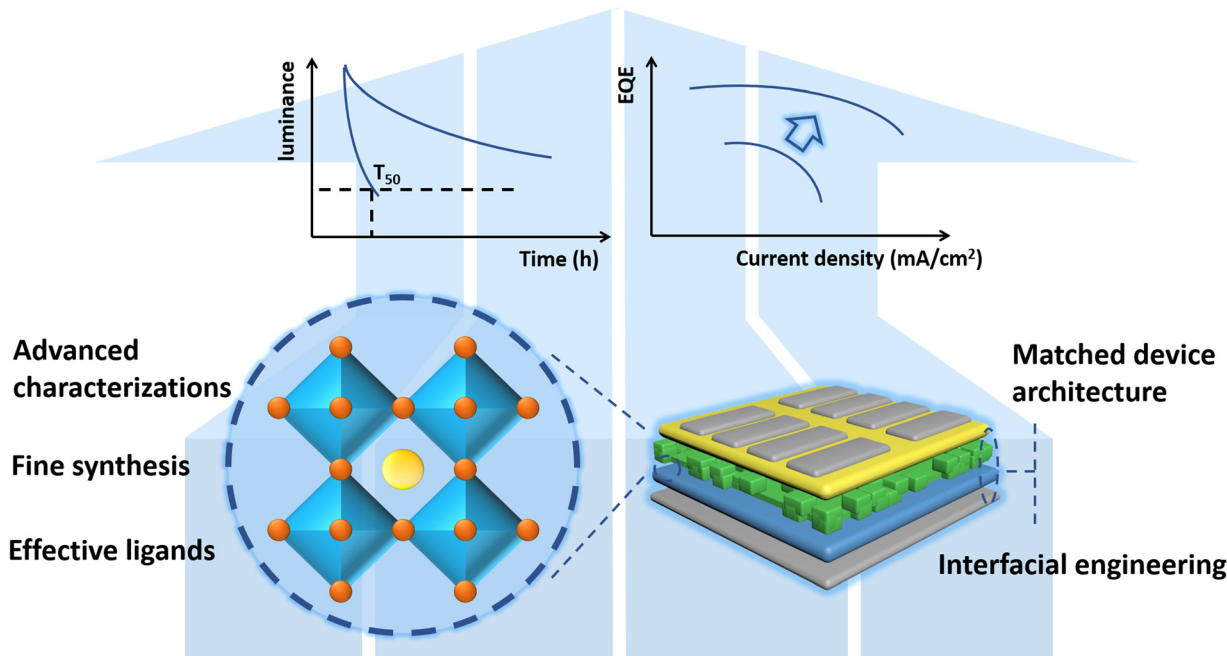 luminance
T₅₀
Time (h)
EQE
Current density (mA/cm²)
Advanced
characterizations
Fine synthesis
Effective ligands
Matched device
architecture
Interfacial engineering